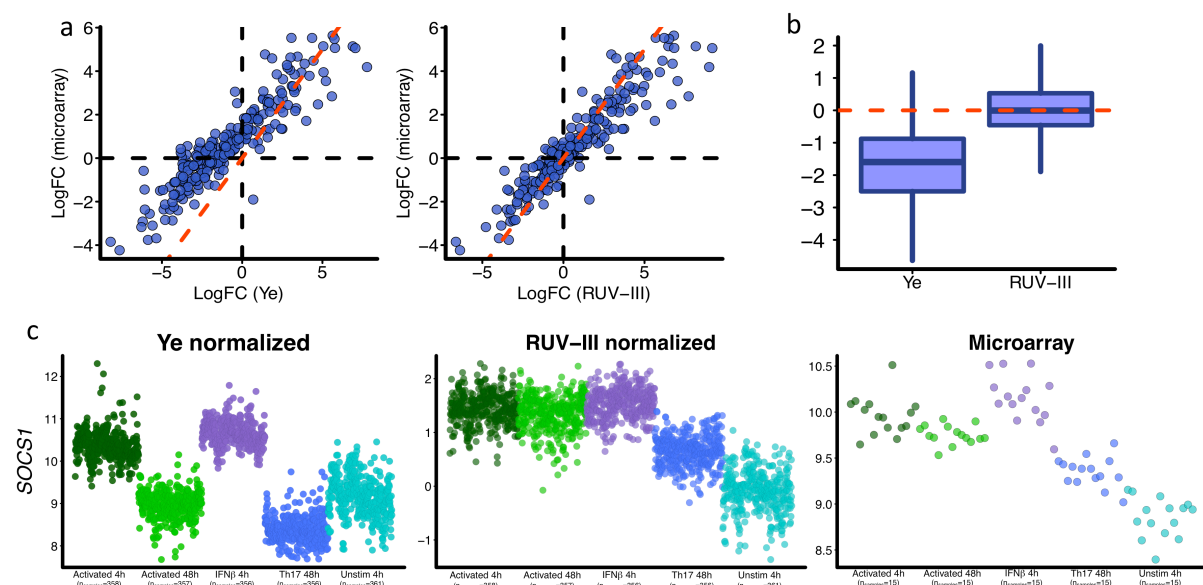 a
6
4
2
0
−2
−4
LogFC (microarray)
−5
0
5
LogFC (Ye)
6
4
2
0
−2
−4
LogFC (microarray)
−5
0
5
LogFC (RUV−III)
b
2
1
0
−1
−2
−3
−4
Ye
RUV−III
c
Ye normalized
SOCS1
12
11
10
9
8
Activated 4h
Activated 48h
IFNβ 4h
Th17 48h
Unstim 4h
RUV−III normalized
2
1
0
−1
Activated 4h
Activated 48h
IFNβ 4h
Th17 48h
Unstim 4h
Microarray
10.5
10.0
9.5
9.0
8.5
Activated 4h
Activated 48h
IFNβ 4h
Th17 48h
Unstim 4h